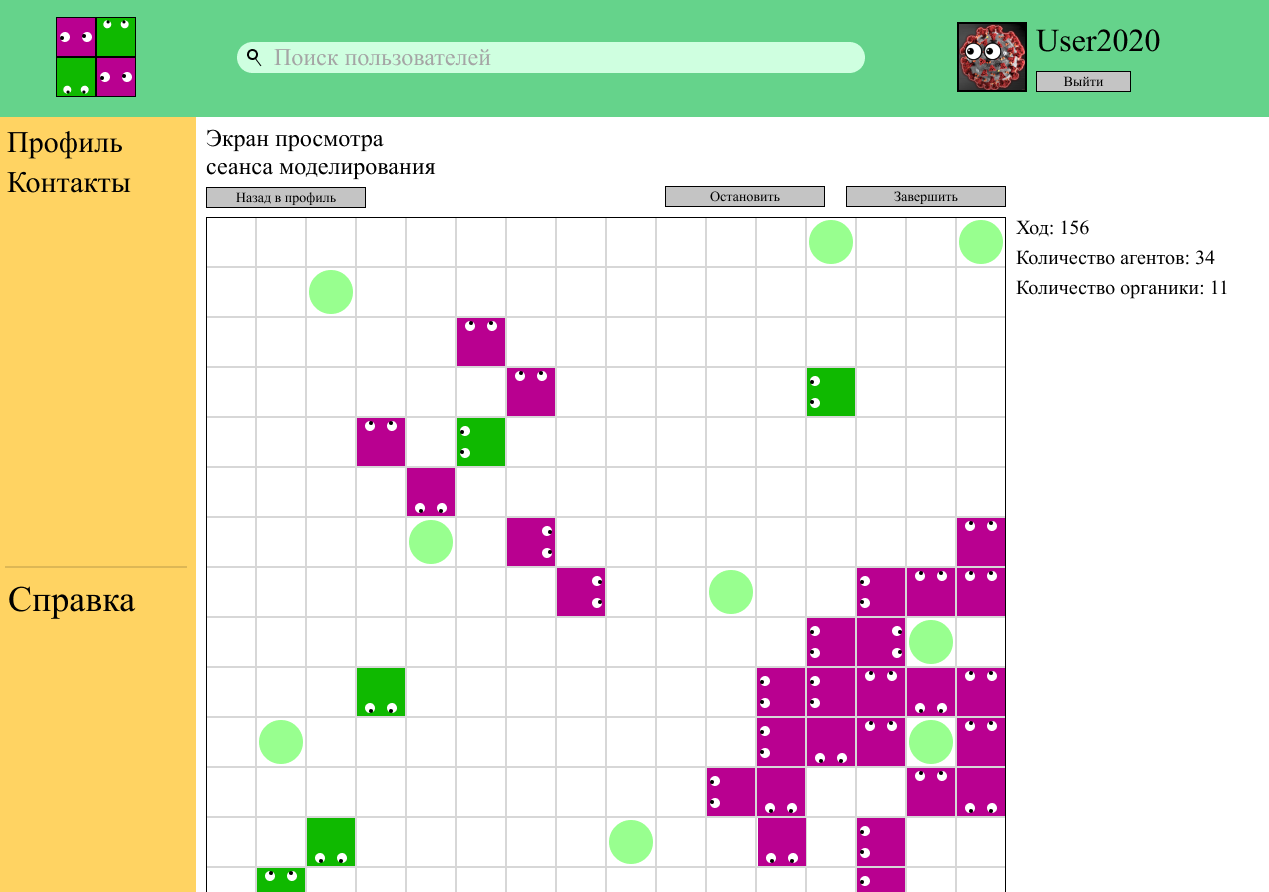 Поиск пользователей
User2020
Выйти
Профиль
Контакты
Справка
Экран просмотра
сеанса моделирования
Назад в профиль
Остановить
Завершить
Ход: 156
Количество агентов: 34
Количество органики: 11